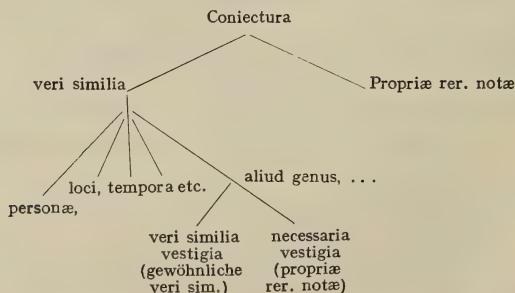 Coniectura
veri similia
Propriæ rer. notæ
personæ,
loci, tempora etc.
aliud genus, ...
veri similia
vestigia
(gewöhnliche
veri sim.)
necessaria
vestigia
(propriæ
rer. notæ)